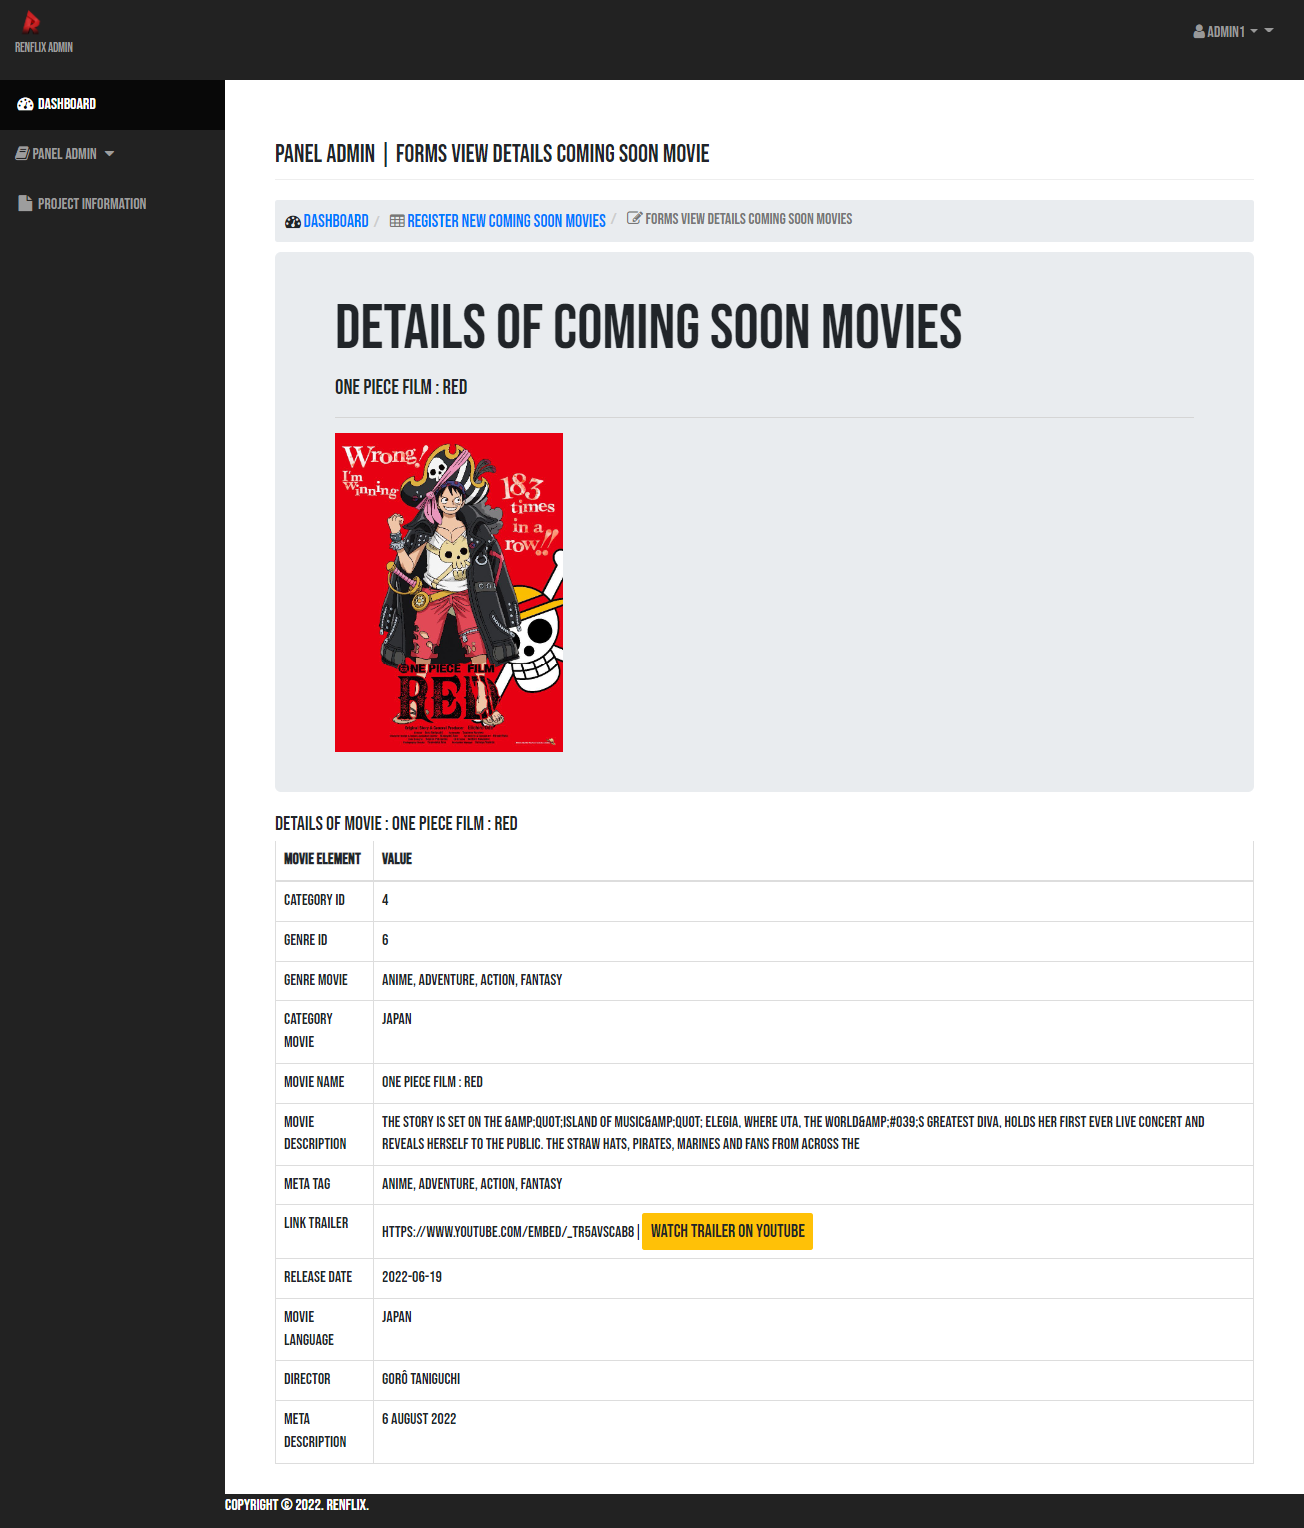 RENFLIX ADMIN
ADMIN1
DASHBOARD
PANEL ADMIN
PROJECT INFORMATION
PANEL ADMIN | FORMS VIEW DETAILS COMING SOON MOVIE
DASHBOARD / REGISTER NEW COMING SOON MOVIES / FORMS VIEW DETAILS COMING SOON MOVIES
DETAILS OF COMING SOON MOVIES
ONE PIECE FILM : RED
Wrong!
I'm
Winning
183
times
in a
row!!
ONE PIECE FILM
RED
DETAILS OF MOVIE : ONE PIECE FILM : RED
MOVIE ELEMENT VALUE
CATEGORY ID 4
GENRE ID 6
GENRE MOVIE ANIME, ADVENTURE, ACTION, FANTASY
CATEGORY MOVIE JAPAN
MOVIE NAME ONE PIECE FILM : RED
MOVIE DESCRIPTION THE STORY IS SET ON THE &AMP;QUOT;ISLAND OF MUSIC&AMP;QUOT; ELEGIA, WHERE UTA, THE WORLD&AMP;#039;S GREATEST DIVA, HOLDS HER FIRST EVER LIVE CONCERT AND
REVEALS HERSELF TO THE PUBLIC. THE STRAW HATS, PIRATES, MARINES AND FANS FROM ACROSS THE
META TAG ANIME, ADVENTURE, ACTION, FANTASY
LINK TRAILER HTTPS://WWW.YOUTUBE.COM/EMBED/_TR5AVSCAB8 | WATCH TRAILER ON YOUTUBE
RELEASE DATE 2022-06-19
MOVIE LANGUAGE JAPAN
DIRECTOR GORÔ TANIGUCHI
META DESCRIPTION 6 AUGUST 2022
COPYRIGHT © 2022. RENFLIX.